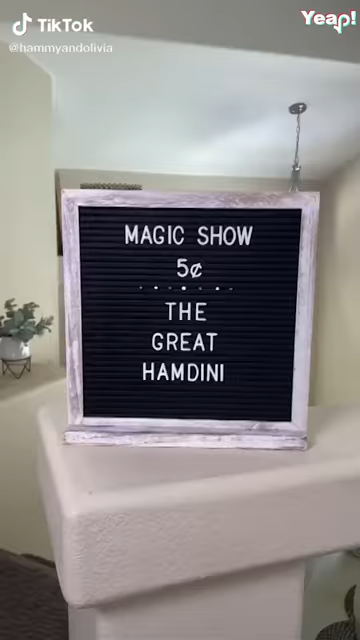 TikTok
@hammyandolivia
Yeap!
MAGIC SHOW
5¢
THE
GREAT
HAMDINI